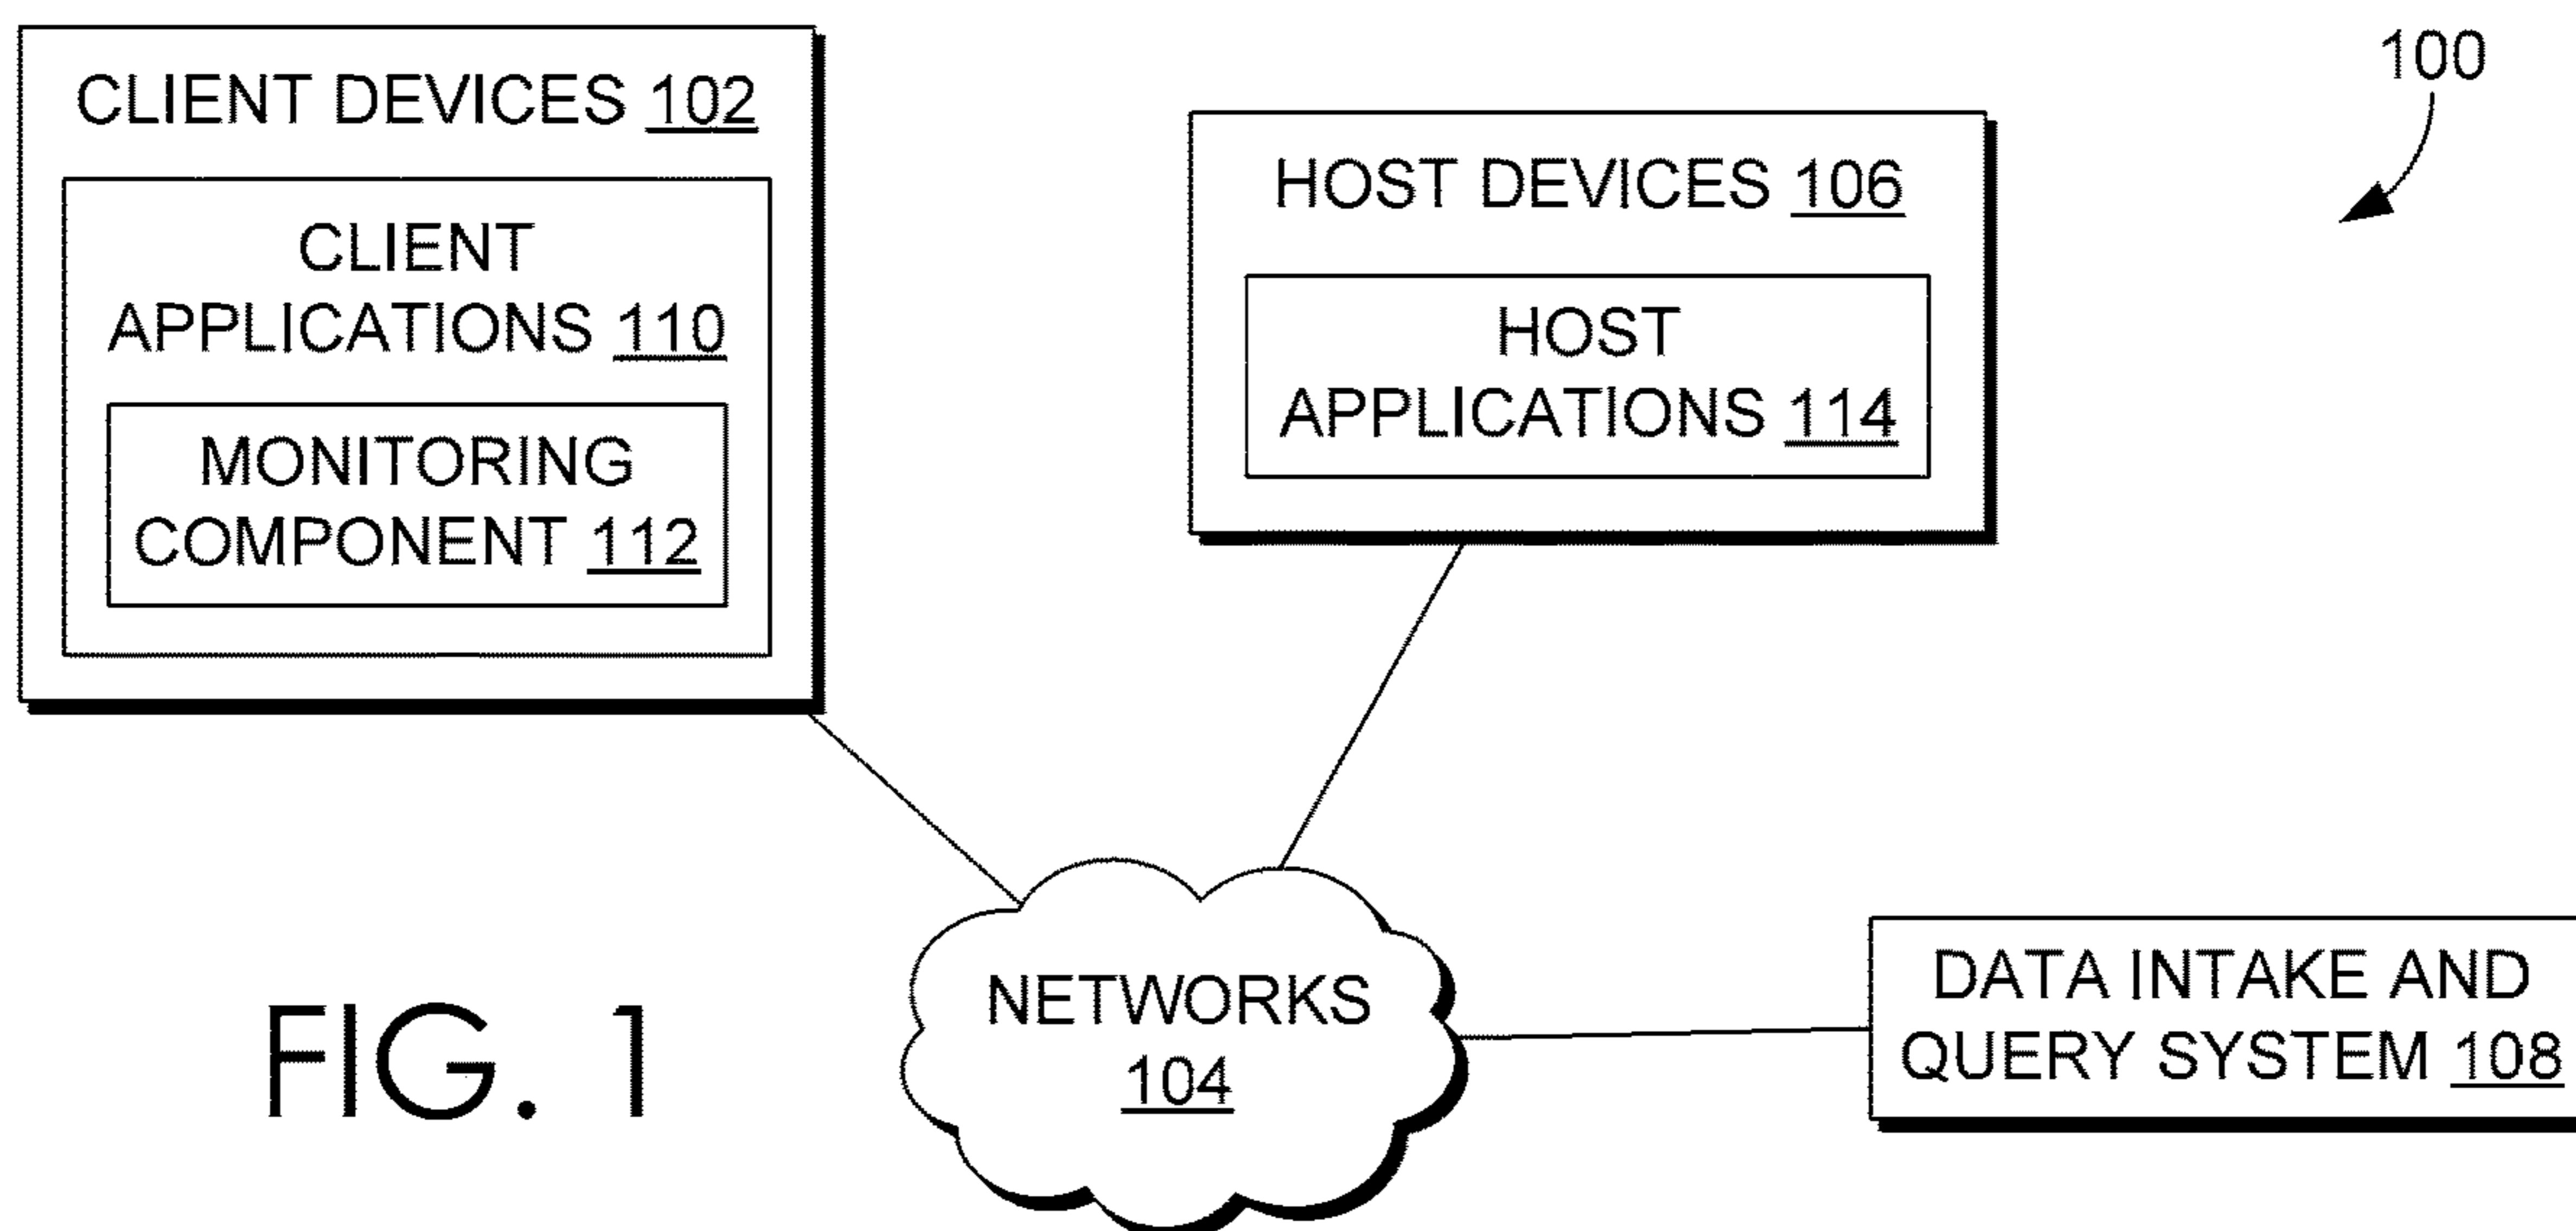 100
CLIENT DEVICES 102
CLIENT
APPLICATIONS 110
MONITORING
COMPONENT 112
HOST DEVICES 106
HOST
APPLICATIONS 114
NETWORKS
104
DATA INTAKE AND
QUERY SYSTEM 108
FIG. 1